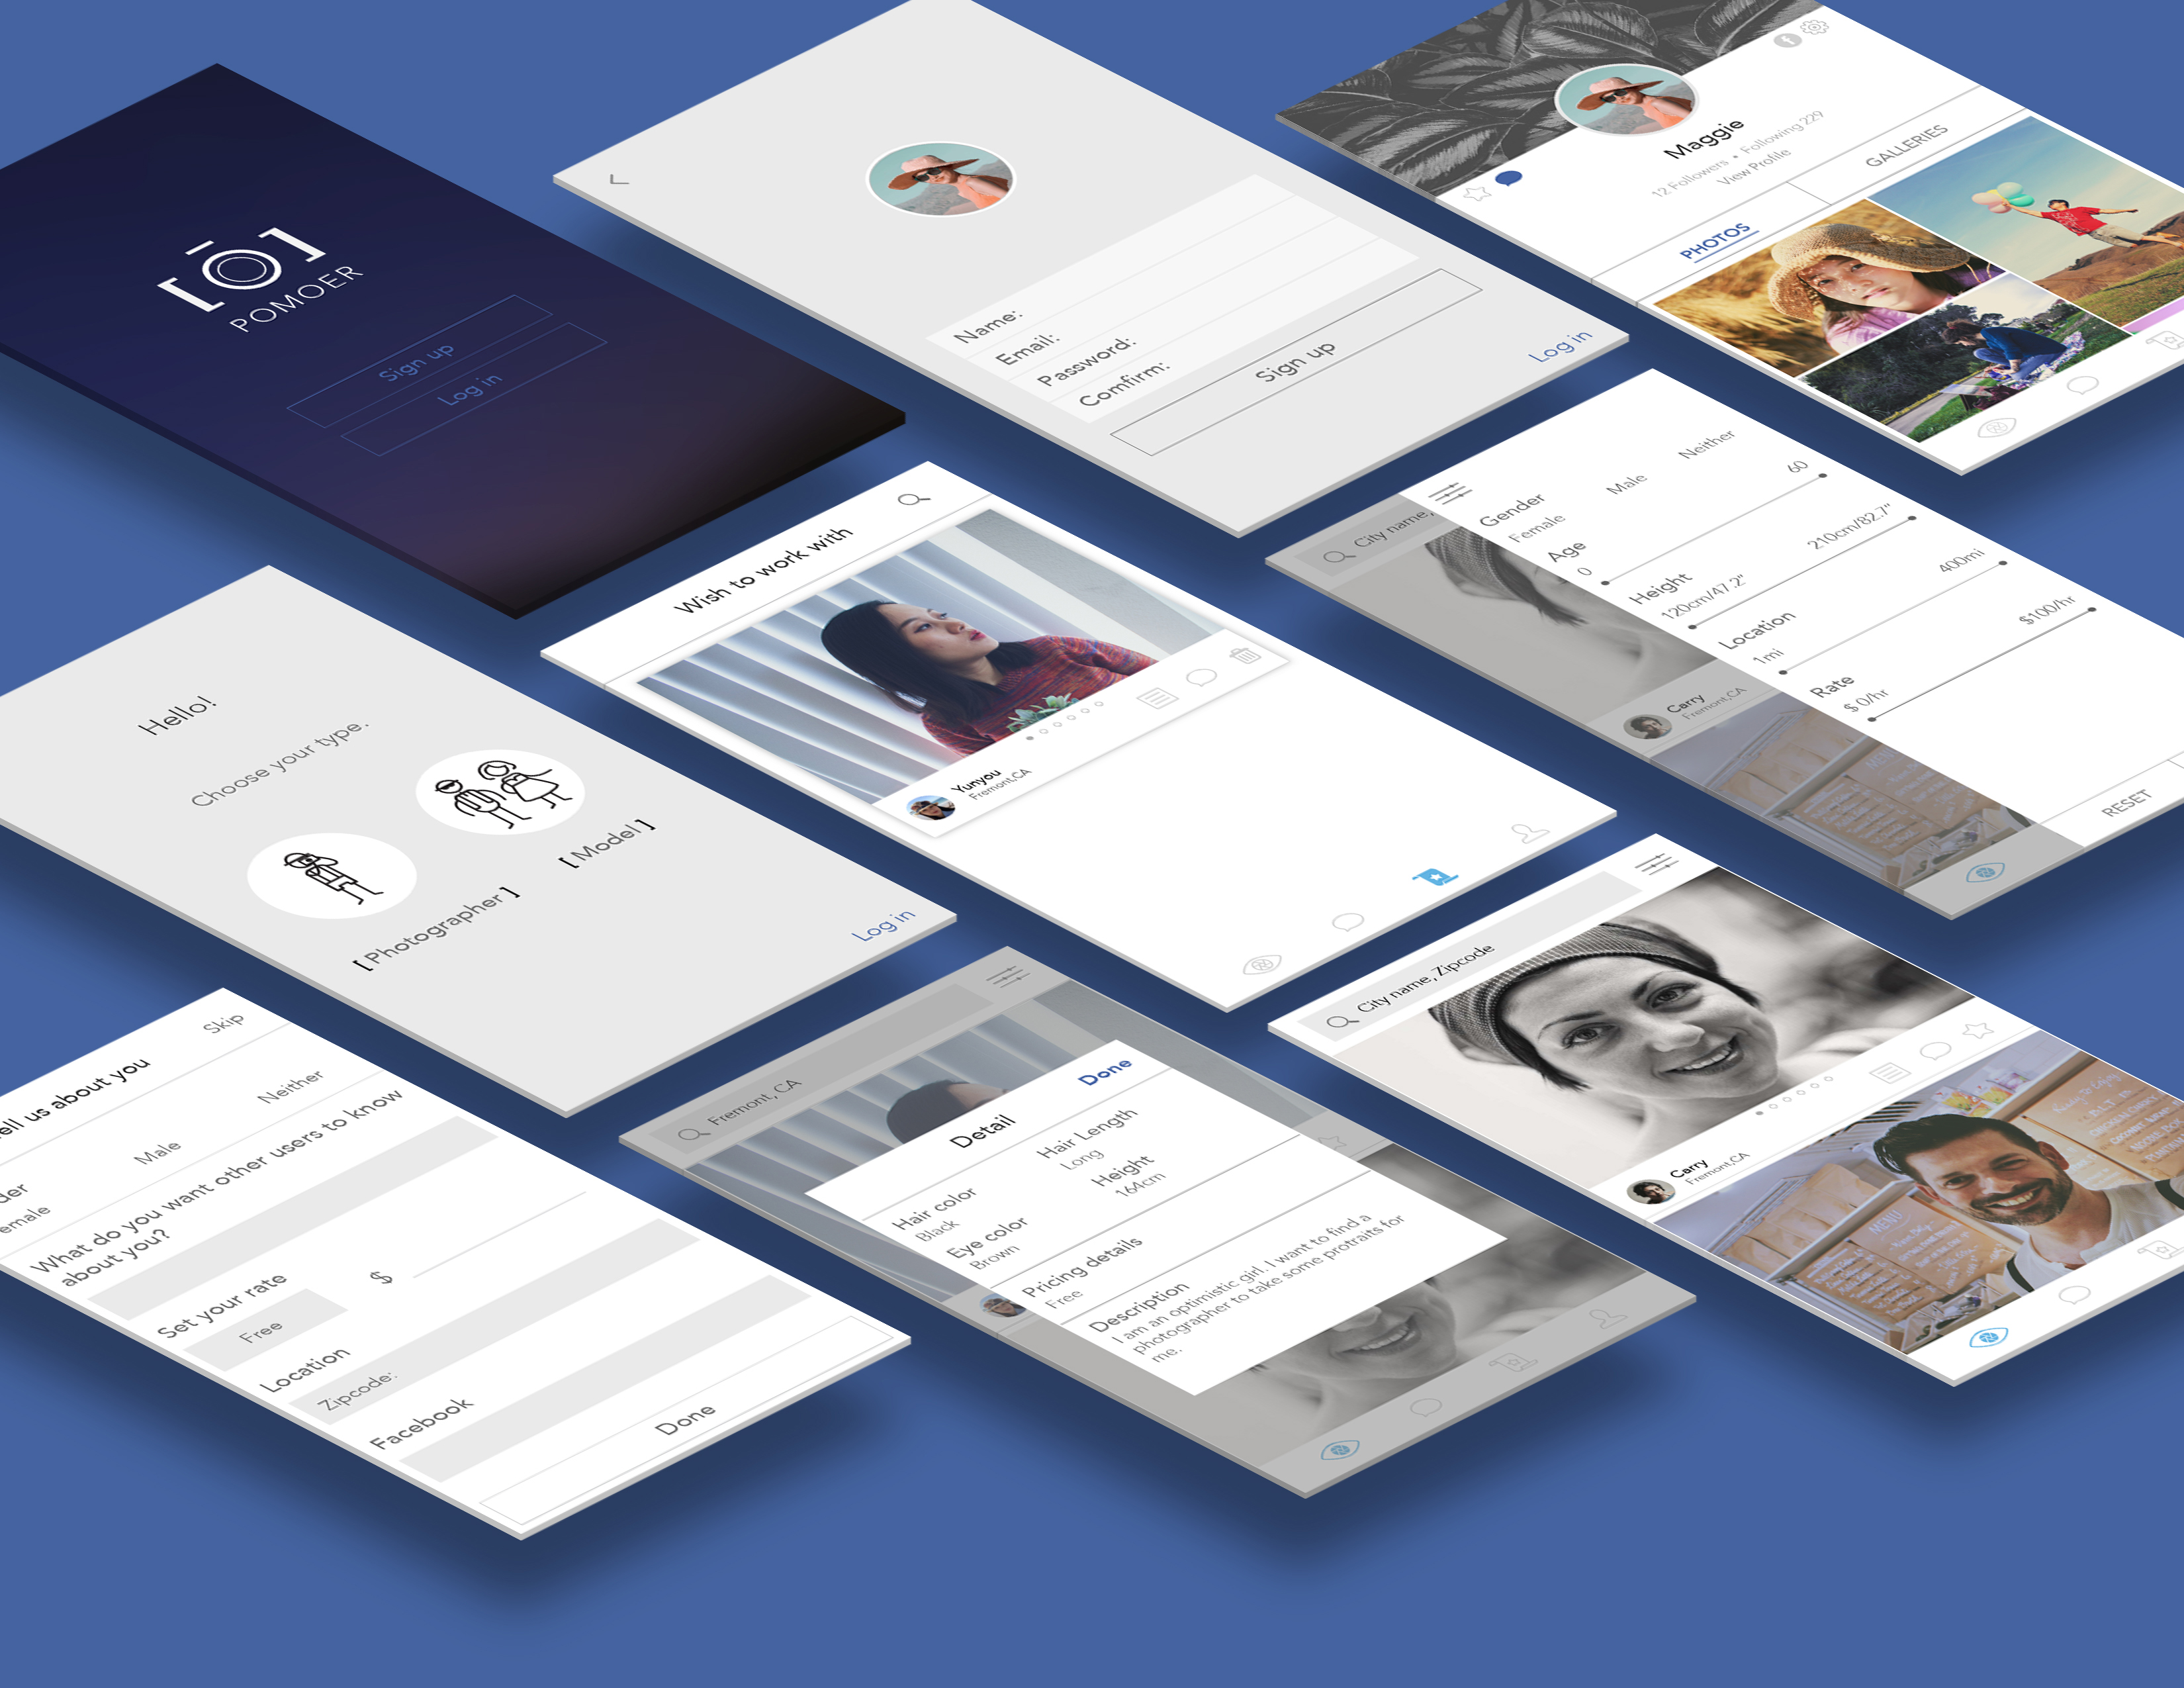 [O]
POMOER
Sign up
Log in
Name:
Email:
Password:
Comfirm:
Sign up
Log in
f
Maggie
12 Followers • Following 229
View Profile
PHOTOS
GALLERIES
Hello!
Choose your type.
[ Photographer ]
[ Model ]
Log in
Wish to work with
Yunyou
Fremont,CA
City name,
Carry
Fremont,CA
MENU
Gender
Female
Male
Neither
Age
0
60
Height
120cm/47.2"
210cm/82.7"
Location
1mi
400mi
Rate
$ 0/hr
$100/hr
RESET
ell us about you
Skip
der
emale
Male
Neither
What do you want other users to know
about you?
Set your rate
Free
$
Location
Zipcode:
Facebook
Done
Fremont, CA
Detail
Done
Hair color
Black
Hair Length
Long
Eye color
Brown
Height
164cm
Pricing details
Free
Description
I am an optimistic girl. I want to find a
photographer to take some protraits for
me.
City name, Zipcode
Carry
Fremont,CA
MENU